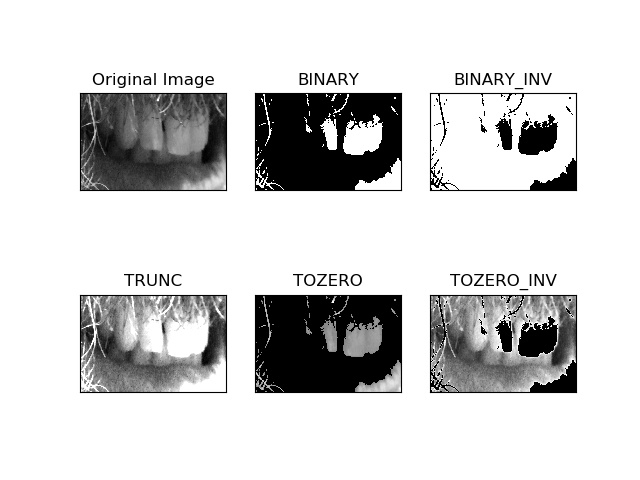 Original Image
BINARY
BINARY_INV
TRUNC
TOZERO
TOZERO_INV